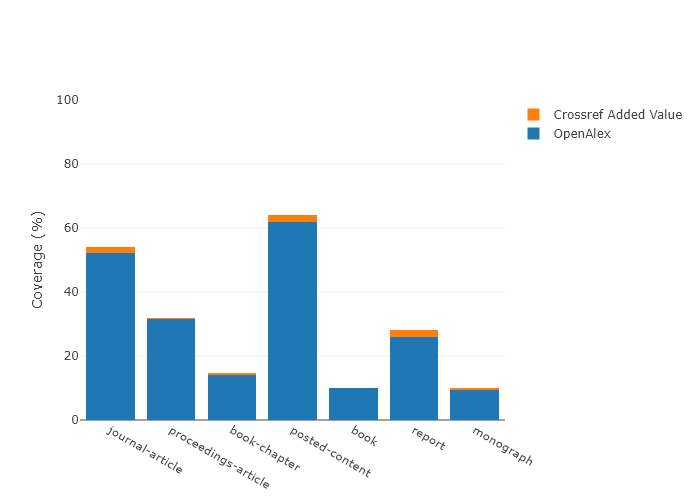 100
80
60
40
20
0
Coverage (%)
journal-article
proceedings-article
book-chapter
posted-content
book
report
monograph
Crossref Added Value
OpenAlex